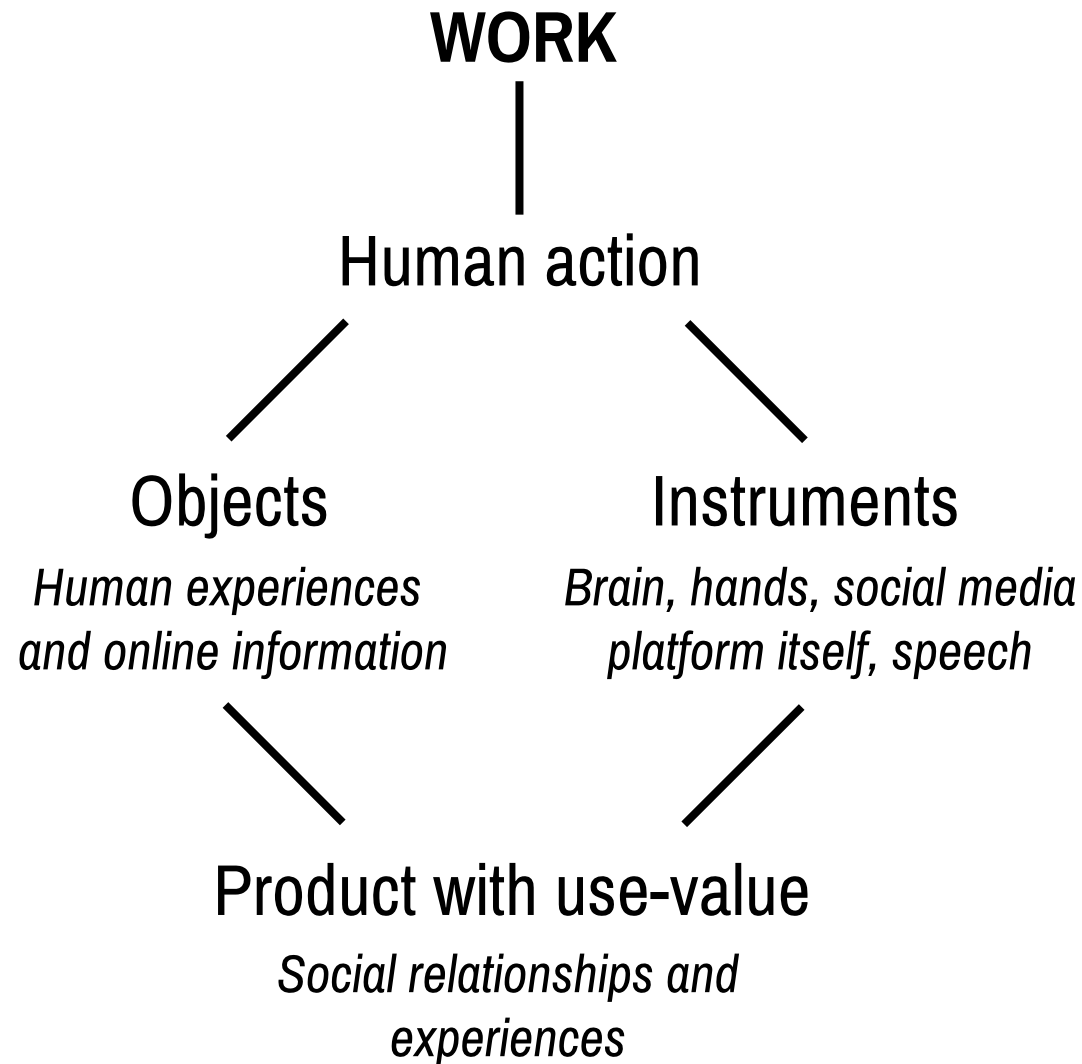 WORK
Human action
Objects
Instruments
Human experiences
and online information
Brain, hands, social media
platform itself, speech
Product with use-value
Social relationships and
experiences